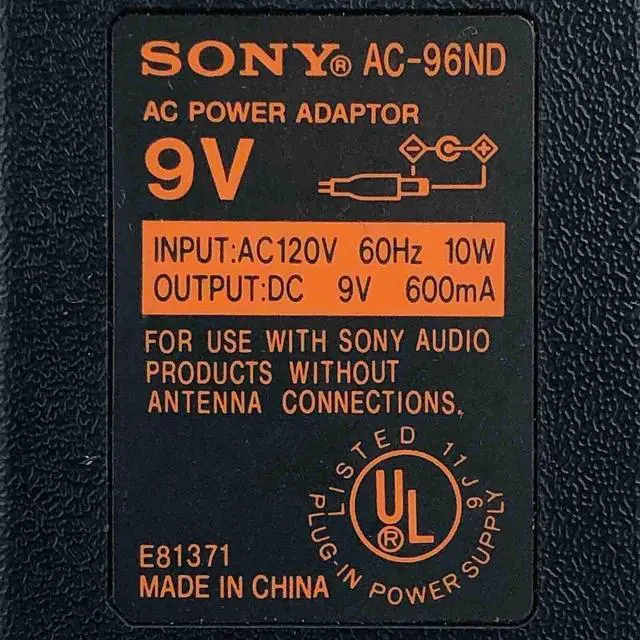 SONY® AC-96ND
AC POWER ADAPTOR
9V
INPUT:AC120V 60Hz 10W
OUTPUT:DC 9V 600mA
FOR USE WITH SONY AUDIO
PRODUCTS WITHOUT
ANTENNA CONNECTIONS.
LISTED 11J6
UL®
PLUG-IN POWER SUPPLY
E81371
MADE IN CHINA